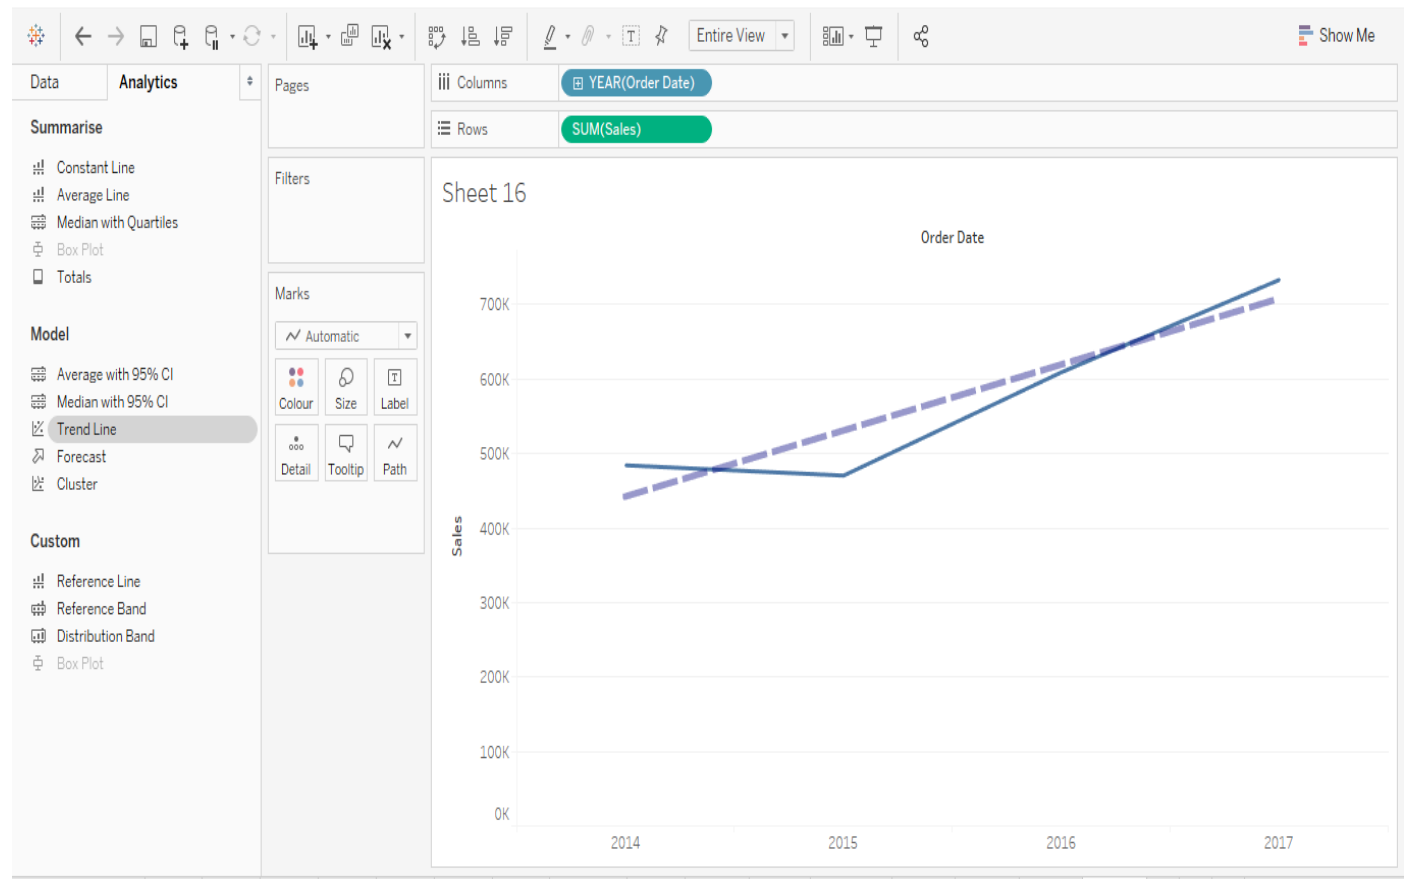 Entire View
Show Me
Data
Analytics
Summarise
Constant Line
Average Line
Median with Quartiles
Box Plot
Totals
Model
Average with 95% CI
Median with 95% CI
Trend Line
Forecast
Cluster
Custom
Reference Line
Reference Band
Distribution Band
Box Plot
Pages
Filters
Marks
Automatic
Colour
Size
T
Label
Detail
Tooltip
Path
Columns
YEAR(Order Date)
Rows
SUM(Sales)
Sheet 16
Order Date
Sales
700K
600K
500K
400K
300K
200K
100K
0K
2014
2015
2016
2017